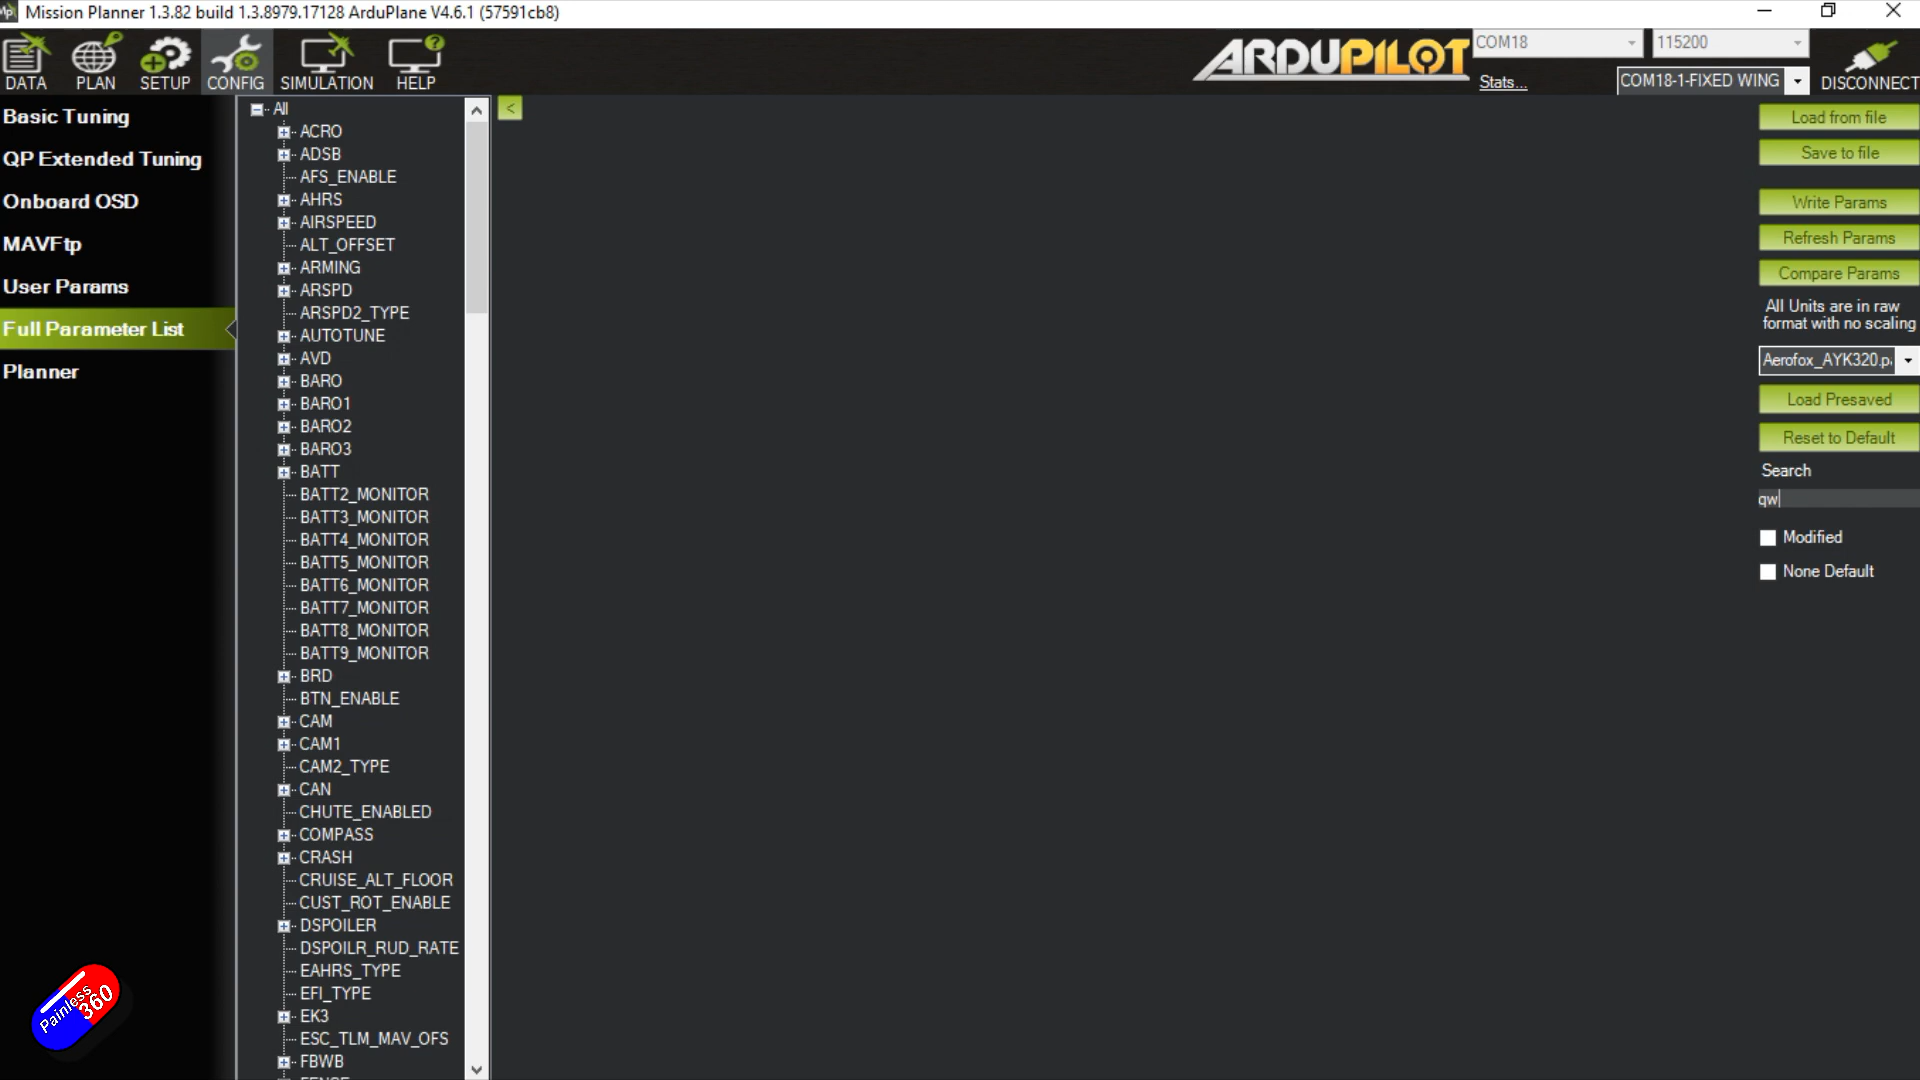 Mission Planner 1.3.82 build 1.3.8979.17128 ArduPlane V4.6.1 (57591cb8)
DATA
PLAN
SETUP
CONFIG
SIMULATION
HELP
ARDUPILOT
COM18
115200
Stats...
COM18-1-FIXED WING
DISCONNECT
Basic Tuning
QP Extended Tuning
Onboard OSD
MAVFtp
User Params
Full Parameter List
Planner
All
ACRO
ADSB
AFS_ENABLE
AHRS
AIRSPEED
ALT_OFFSET
ARMING
ARSPD
ARSPD2_TYPE
AUTOTUNE
AVD
BARO
BARO1
BARO2
BARO3
BATT
BATT2_MONITOR
BATT3_MONITOR
BATT4_MONITOR
BATT5_MONITOR
BATT6_MONITOR
BATT7_MONITOR
BATT8_MONITOR
BATT9_MONITOR
BRD
BTN_ENABLE
CAM
CAM1
CAM2_TYPE
CAN
CHUTE_ENABLED
COMPASS
CRASH
CRUISE_ALT_FLOOR
CUST_ROT_ENABLE
DSPOILER
DSPOILR_RUD_RATE
EAHRS_TYPE
EFI_TYPE
EK3
ESC_TLM_MAV_OFS
FBWB
<
Load from file
Save to file
Write Params
Refresh Params
Compare Params
All Units are in raw
format with no scaling
Aerofox_AYK320.p
Load Presaved
Reset to Default
Search
qw
Modified
None Default
Painless
360